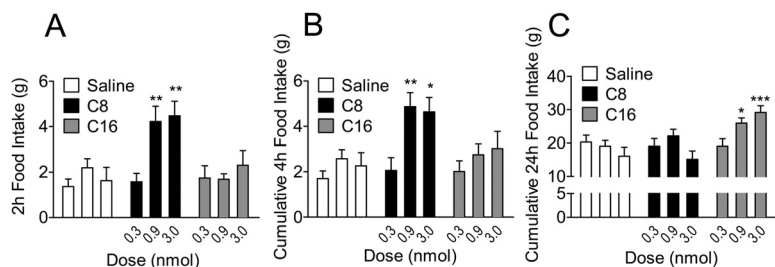 A
2h Food Intake (g)
6
4
2
0
Saline
C8
C16
**
**
0.3
0.9
3.0
0.3
0.9
3.0
Dose (nmol)
B
Cumulative 4h Food Intake (g)
6
4
2
0
Saline
C8
C16
**
*
0.3
0.9
3.0
0.3
0.9
3.0
Dose (nmol)
C
Cumulative 24h Food Intake (g)
40
30
20
10
5
0
Saline
C8
C16
*
***
0.3
0.9
3.0
0.3
0.9
3.0
Dose (nmol)